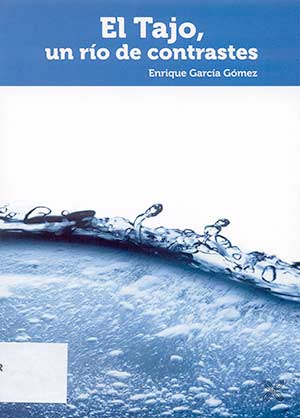 El Tajo,
un río de contrastes
Enrique García Gómez
R